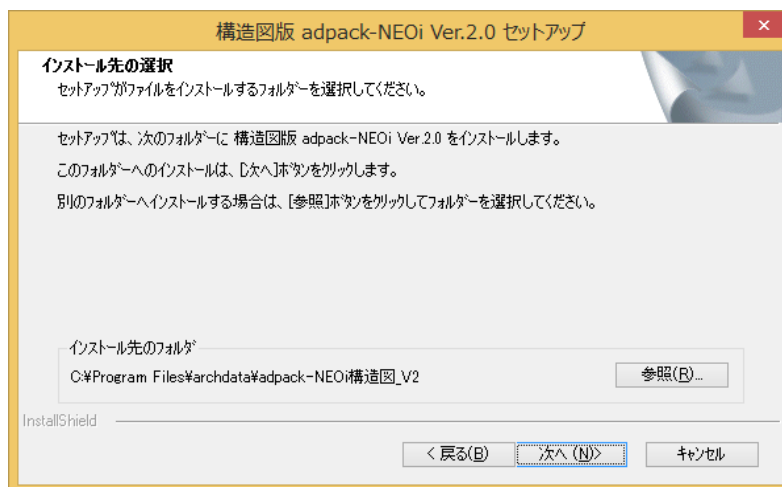 構造図版 adpack-NEOi Ver.2.0 セットアップ
インストール先の選択
セットアップがファイルをインストールするフォルダーを選択してください。
セットアップは、次のフォルダーに 構造図版 adpack-NEOi Ver.2.0 をインストールします。
このフォルダーへのインストールは、[次へ]ボタンをクリックします。
別のフォルダーへインストールする場合は、[参照]ボタンをクリックしてフォルダーを選択してください。
インストール先のフォルダ
C:¥Program Files¥archdata¥adpack-NEOi構造図_V2
参照(R)...
InstallShield
< 戻る(B) 次へ (N)> キャンセル